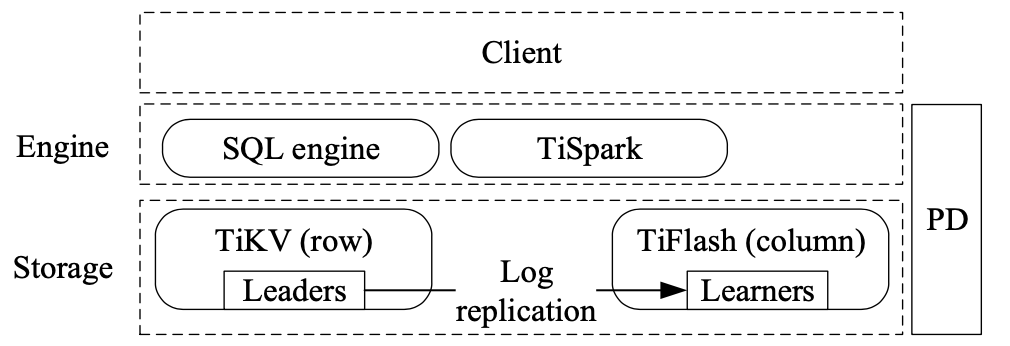 Client
Engine
SQL engine
TiSpark
PD
Storage
TiKV (row)
TiFlash (column)
Leaders
Log
replication
Learners